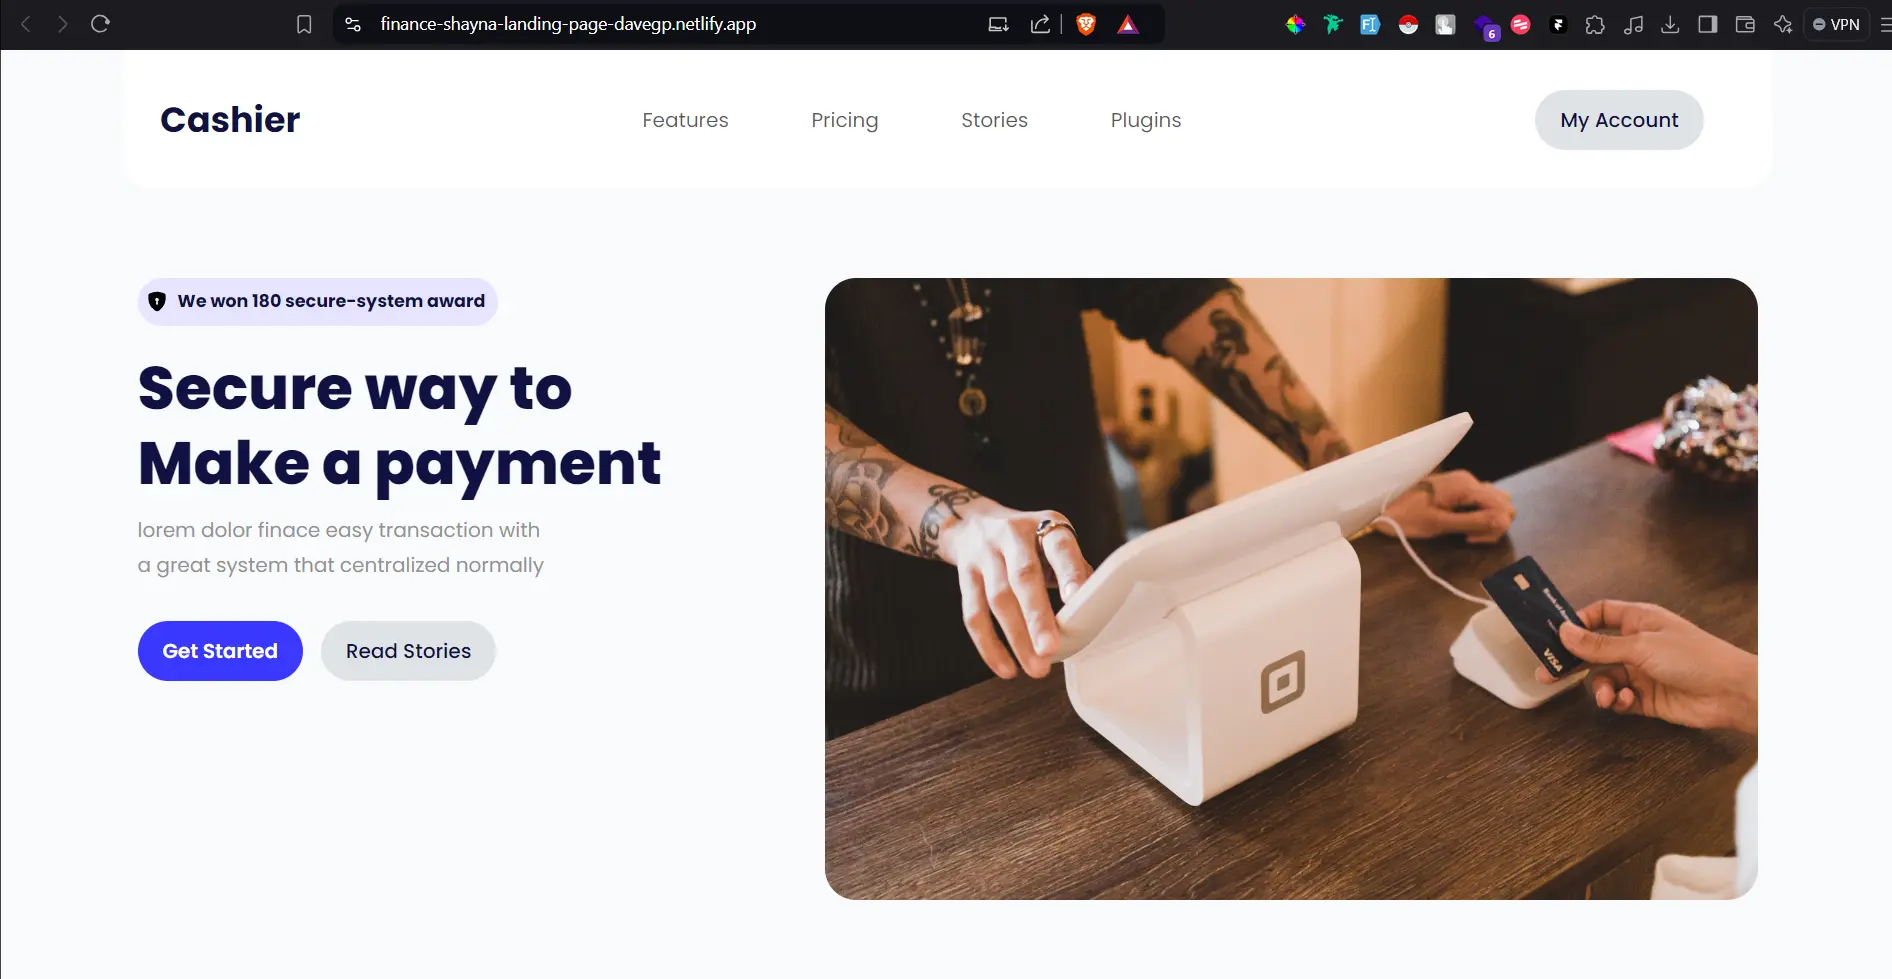 finance-shayna-landing-page-davegp.netlify.app
6
VPN
Cashier
Features
Pricing
Stories
Plugins
My Account
We won 180 secure-system award
Secure way to
Make a payment
lorem dolor finace easy transaction with
a great system that centralized normally
Get Started
Read Stories
VISA